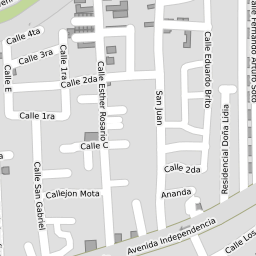 Calle 4ta
Calle 3ra
Calle 1ra
Calle 2da
Calle E
Calle 1ra
Calle Esther Rosario
San Juan
Calle Eduardo Brito
Calle Fernando Arturo Soto
Residencial Doña Lidia
Calle C
Calle 2da
Calle San Gabriel
Callejon Mota
Ananda
Avenida Independencia
Calle Los